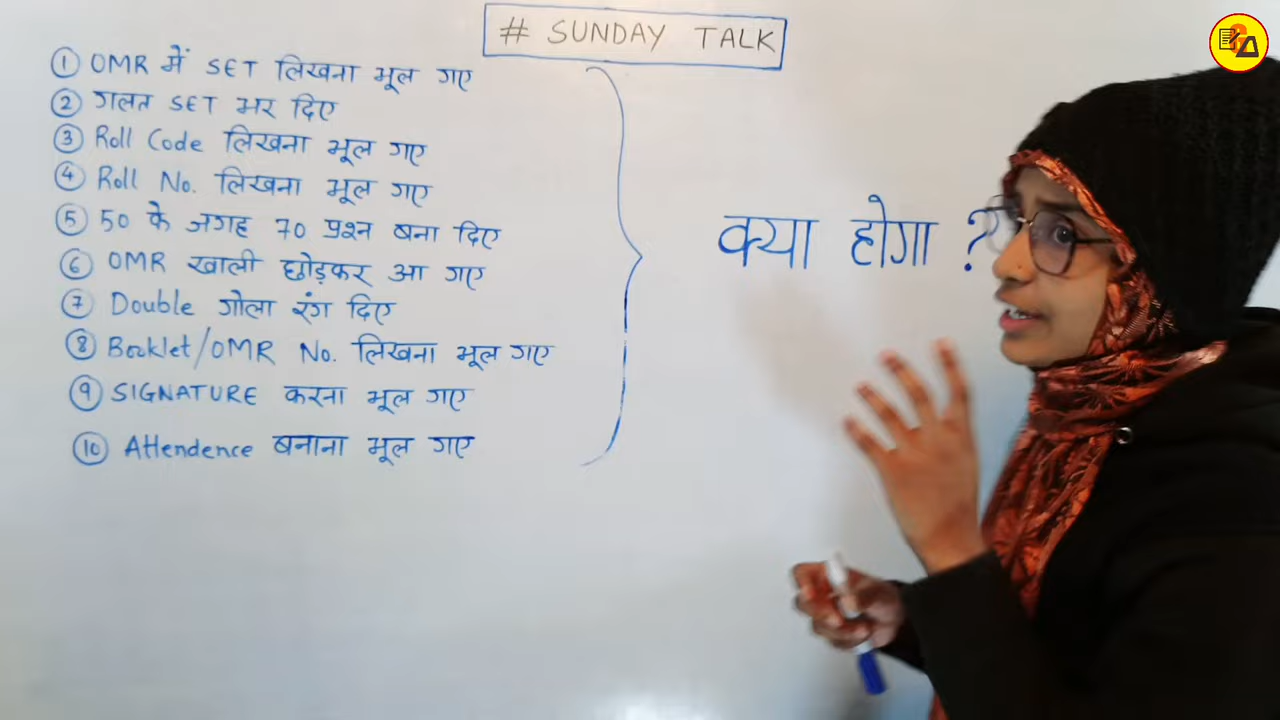 # SUNDAY TALK
① OMR में SET लिखना भूल गए
② गलत SET भर दिए
③ Roll Code लिखना भूल गए
④ Roll No. लिखना भूल गए
⑤ 50 के जगह 70 प्रश्न बना दिए
⑥ OMR खाली छोड़कर आ गए
⑦ Double गोला रंग दिए
⑧ Booklet/OMR No. लिखना भूल गए
⑨ SIGNATURE करना भूल गए
⑩ Attendence बनाना भूल गए
क्या होगा ?